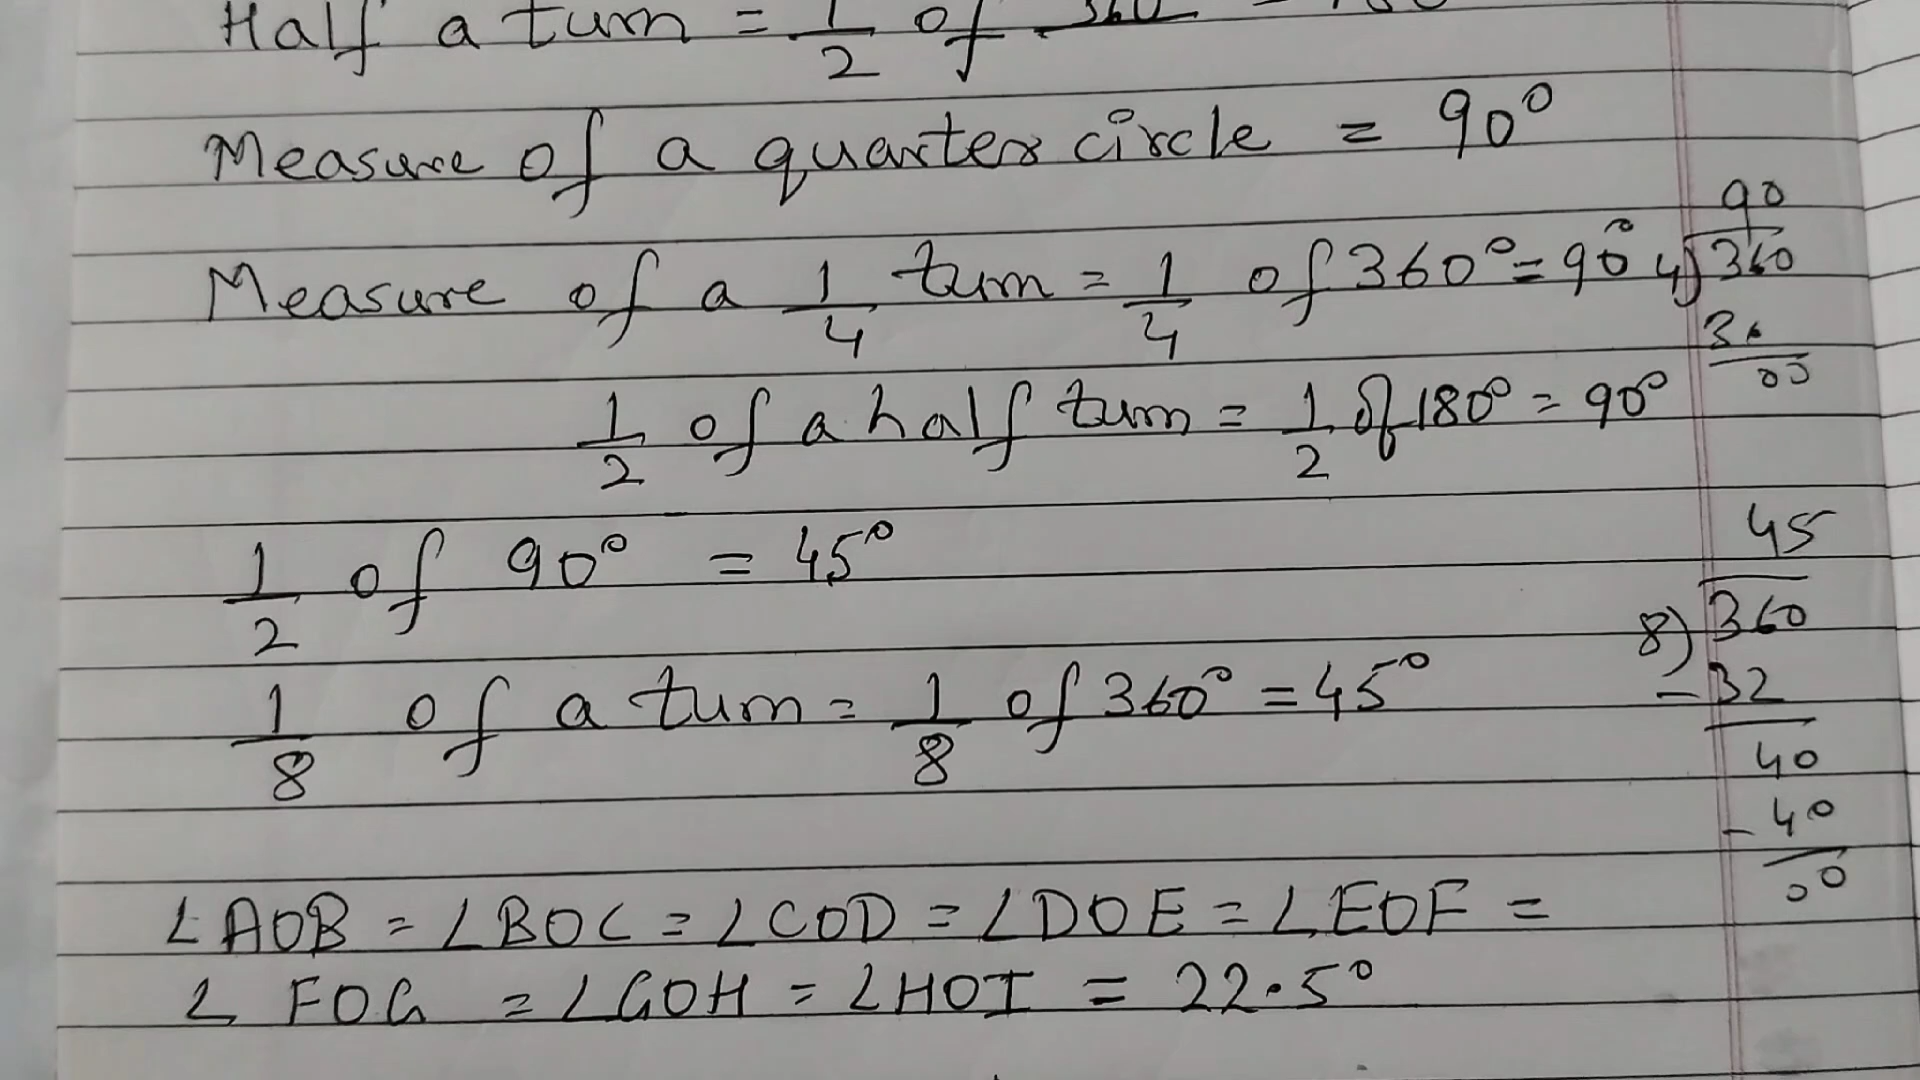 Half a turn = 1/2 of 360 = 180
Measure of a quarter circle = 90°
Measure of a 1/4 turn = 1/4 of 360° = 90°
90
4)360
36
00
1/2 of a half turn = 1/2 of 180° = 90°
1/2 of 90° = 45°
1/8 of a turn = 1/8 of 360° = 45°
45
8)360
-32
40
-40
00
∠AOB = ∠BOC = ∠COD = ∠DOE = ∠EOF =
∠FOG = ∠GOH = ∠HOI = 22.5°